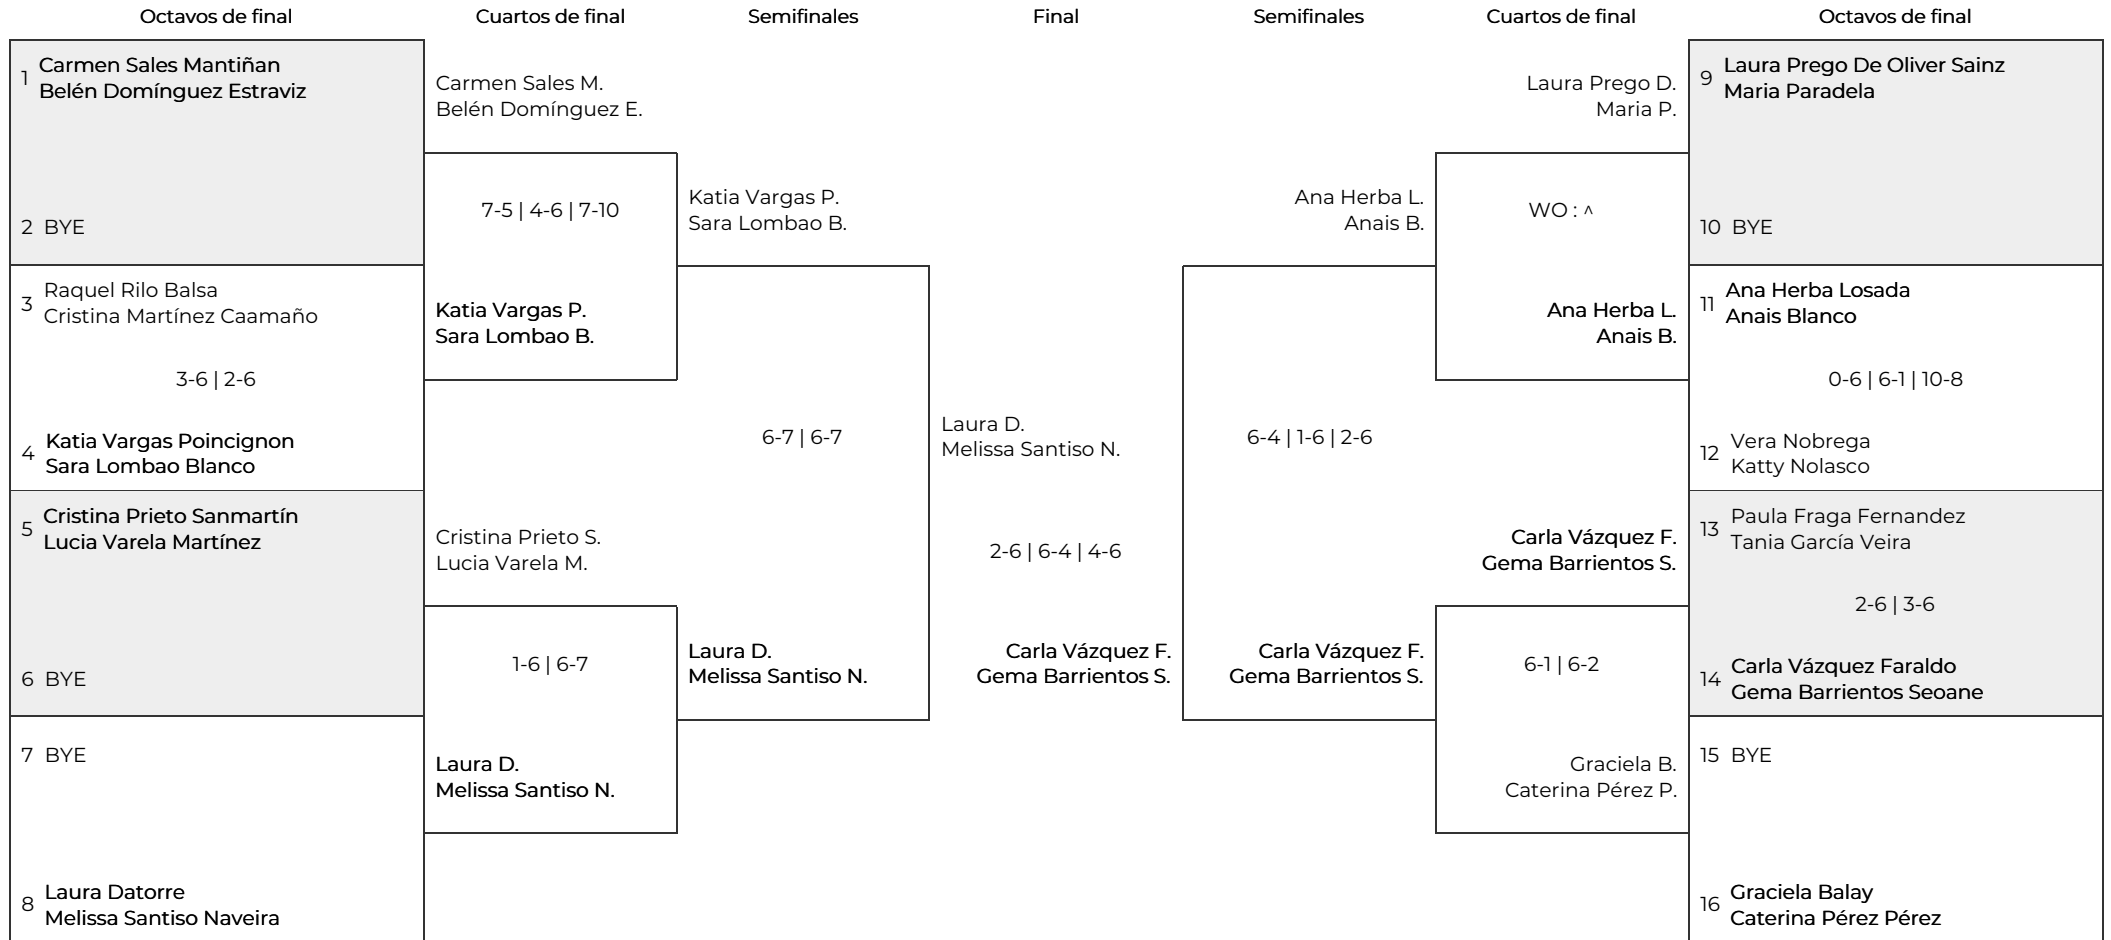 Octavos de final
Cuartos de final
Semifinales
Final
Semifinales
Cuartos de final
Octavos de final
1 Carmen Sales Mantiñan
Belén Domínguez Estraviz
2 BYE
3 Raquel Rilo Balsa
Cristina Martínez Caamaño
3-6 | 2-6
4 Katia Vargas Poincignon
Sara Lombao Blanco
5 Cristina Prieto Sanmartín
Lucia Varela Martínez
6 BYE
7 BYE
8 Laura Datorre
Melissa Santiso Naveira
Carmen Sales M.
Belén Domínguez E.
7-5 | 4-6 | 7-10
Katia Vargas P.
Sara Lombao B.
Cristina Prieto S.
Lucia Varela M.
1-6 | 6-7
Laura D.
Melissa Santiso N.
Katia Vargas P.
Sara Lombao B.
6-7 | 6-7
Laura D.
Melissa Santiso N.
Laura D.
Melissa Santiso N.
2-6 | 6-4 | 4-6
Carla Vázquez F.
Gema Barrientos S.
Ana Herba L.
Anais B.
6-4 | 1-6 | 2-6
Carla Vázquez F.
Gema Barrientos S.
Laura Prego D.
Maria P.
WO : ^
Ana Herba L.
Anais B.
Carla Vázquez F.
Gema Barrientos S.
6-1 | 6-2
Graciela B.
Caterina Pérez P.
9 Laura Prego De Oliver Sainz
Maria Paradela
10 BYE
11 Ana Herba Losada
Anais Blanco
0-6 | 6-1 | 10-8
12 Vera Nobrega
Katty Nolasco
13 Paula Fraga Fernandez
Tania García Veira
2-6 | 3-6
14 Carla Vázquez Faraldo
Gema Barrientos Seoane
15 BYE
16 Graciela Balay
Caterina Pérez Pérez